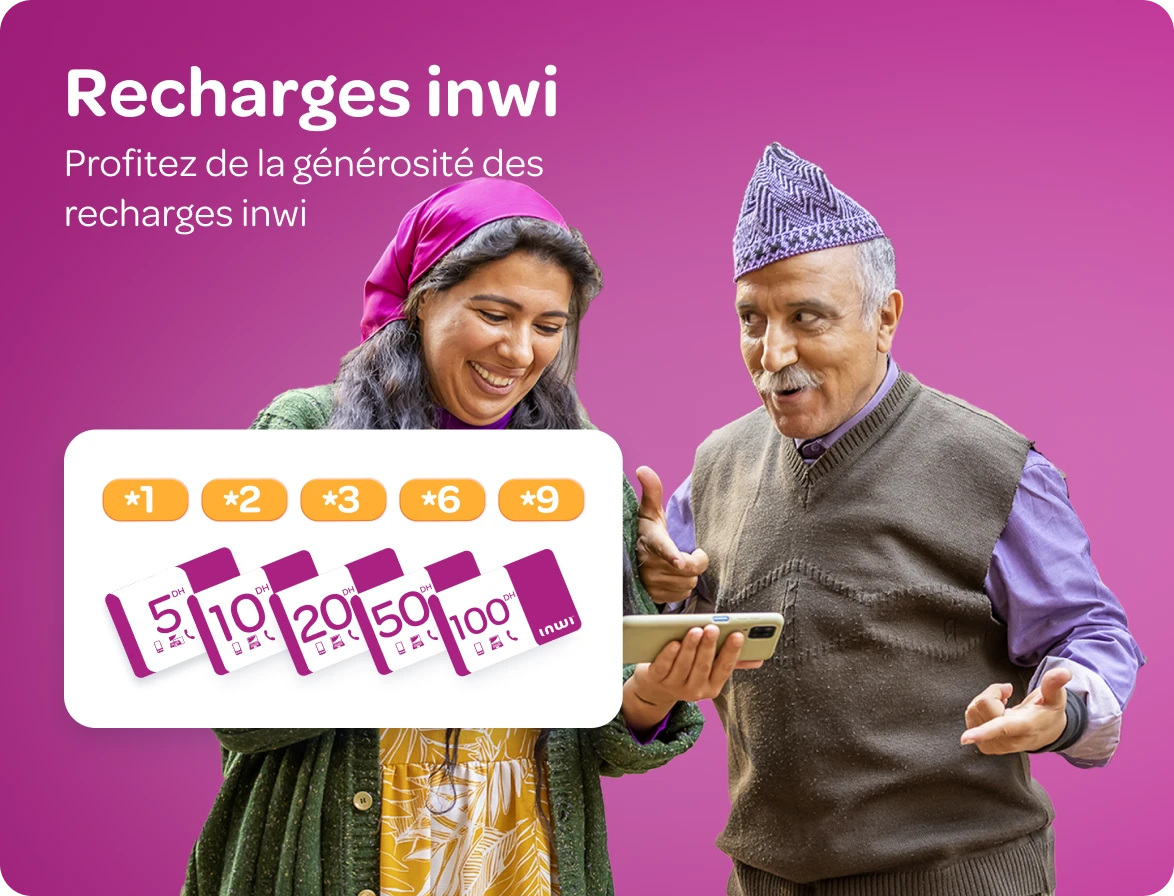 Recharges inwi
Profitez de la générosité des
recharges inwi
*1 *2 *3 *6 *9
5 DH 10 DH 20 DH 50 DH 100 DH
inwi